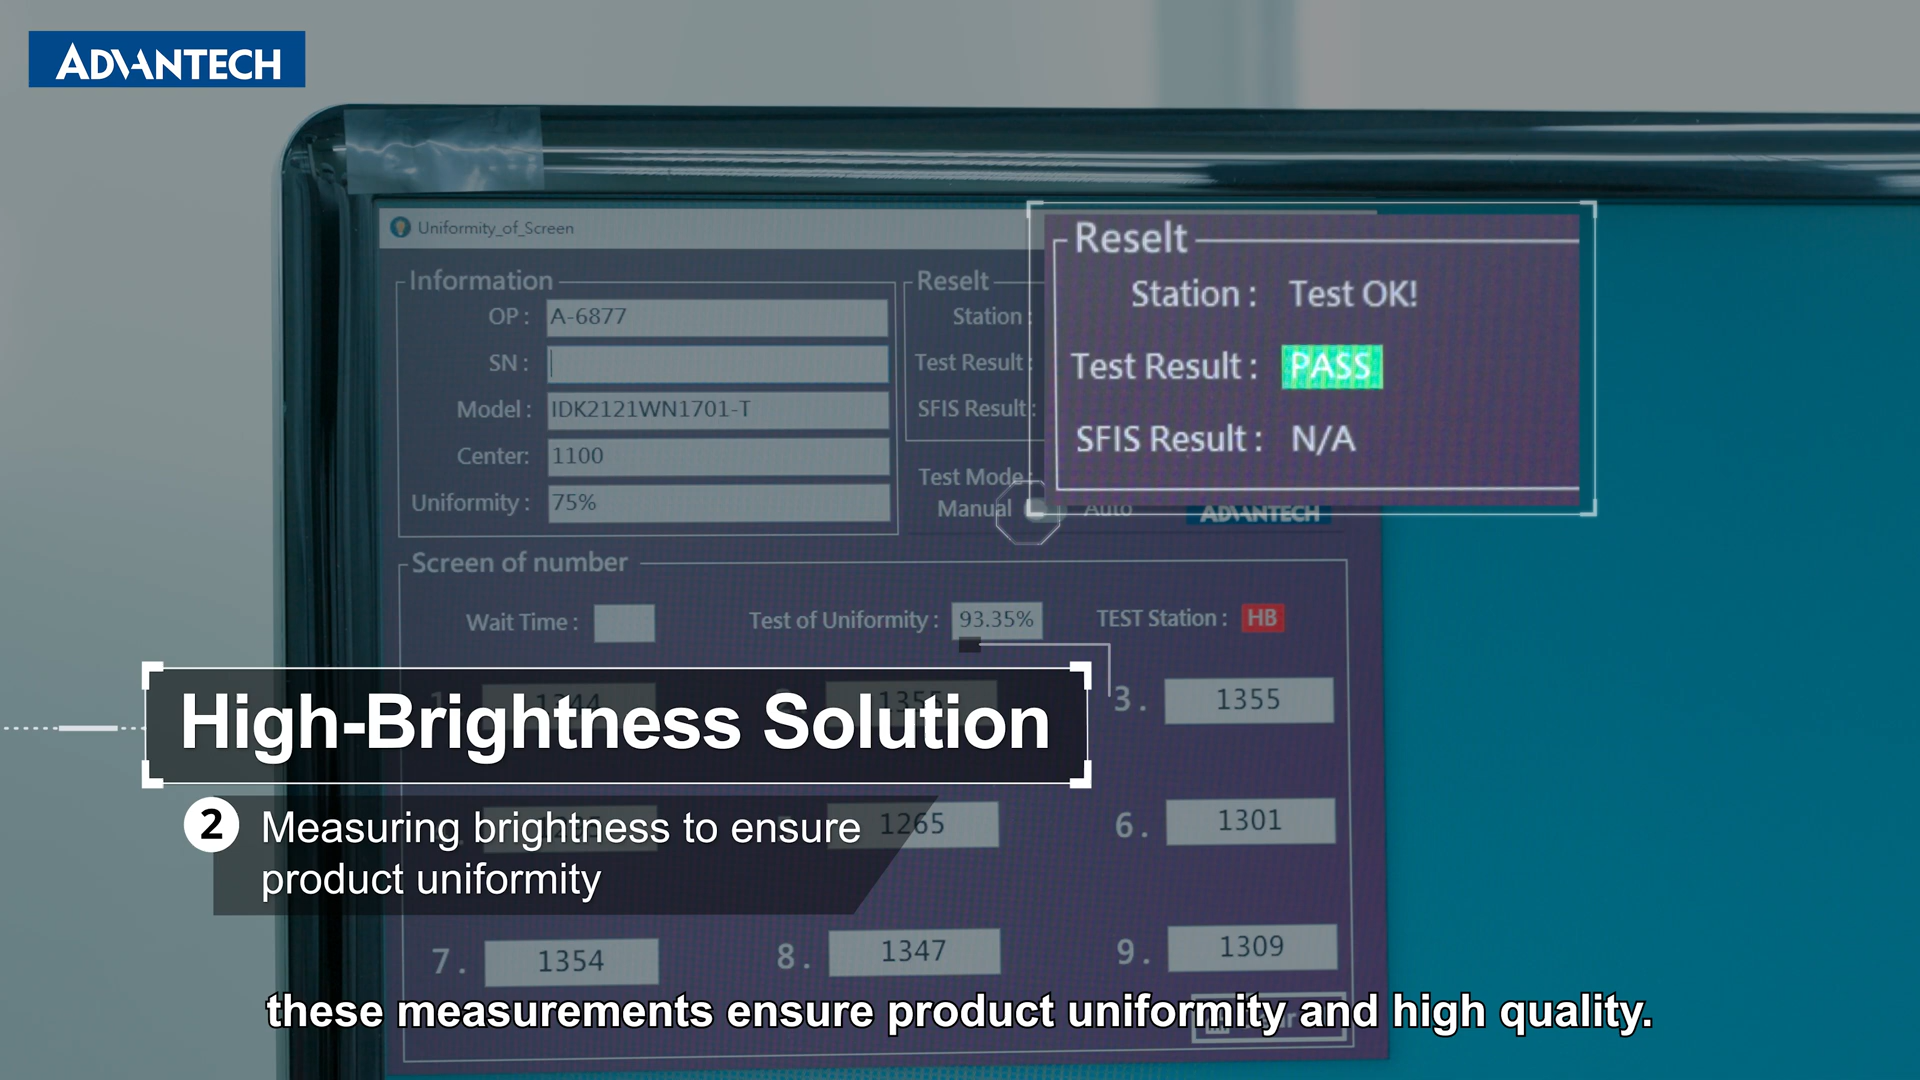 ADVANTECH
Uniformity_of_Screen
Information
OP : A-6877
SN :
Model : IDK2121WN1701-T
Center: 1100
Uniformity : 75%
Reselt
Station :
Test Result :
SFIS Result :
Test Mode :
Manual Auto
ADVANTECH
Reselt
Station : Test OK!
Test Result : PASS
SFIS Result : N/A
Screen of number
Wait Time :
Test of Uniformity : 93.35%
TEST Station : HB
1344 1355 3. 1355
1265 6. 1301
7. 1354 8. 1347 9. 1309
High-Brightness Solution
2 Measuring brightness to ensure
product uniformity
these measurements ensure product uniformity and high quality.